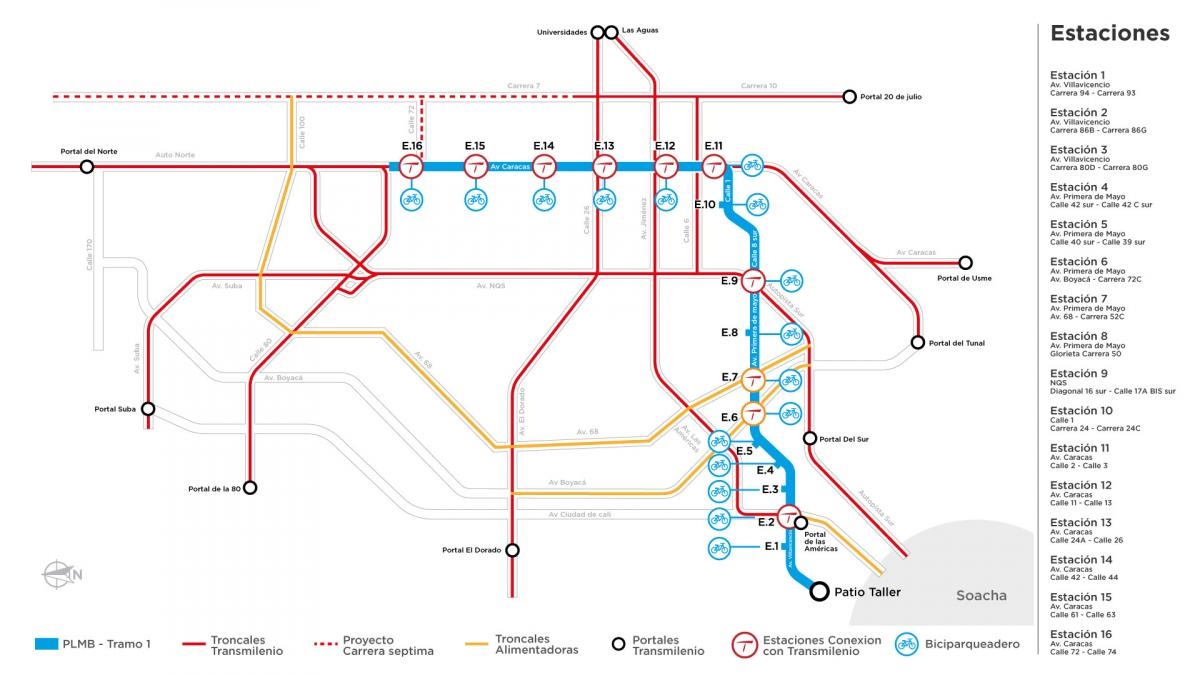 Universidades
Las Aguas
Carrera 7
Carrera 10
Portal 20 de julio
Calle 100
Calle 72
Portal del Norte
Auto Norte
E.16
E.15
E.14
E.13
E.12
E.11
Av Caracas
Av Caracas
Calle 1
E.10
Calle 170
Calle 26
Av. Jiménez
Calle 6
Calle 8 sur
Av Caracas
Portal de Usme
Av. Suba
Av. NQS
E.9
Autopista Sur
Av. Primera de mayo
E.8
Portal del Tunal
Av. Suba
Calle 80
Av. 68
Av. Boyacá
E.7
Portal Suba
Av. El Dorado
E.6
Av. 68
Av. Las Américas
Portal Del Sur
E.5
E.4
Portal de la 80
Av Boyacá
E.3
Autopista Sur
Av Ciudad de cali
E.2
Portal
de las
Américas
Portal El Dorado
E.1
Av. Villavicencio
N
Patio Taller
Soacha
PLMB - Tramo 1
Troncales
Transmilenio
Proyecto
Carrera septima
Troncales
Alimentadoras
Portales
Transmilenio
Estaciones Conexion
con Transmilenio
Biciparqueadero
Estaciones
Estación 1
Av. Villavicencio
Carrera 94 - Carrera 93
Estación 2
Av. Villavicencio
Carrera 86B - Carrera 86G
Estación 3
Av. Villavicencio
Carrera 80D - Carrera 80G
Estación 4
Av. Primera de Mayo
Calle 42 sur - Calle 42 C sur
Estación 5
Av. Primera de Mayo
Calle 40 sur - Calle 39 sur
Estación 6
Av. Primera de Mayo
Av. Boyacá - Carrera 72C
Estación 7
Av. Primera de Mayo
Av. 68 - Carrera 52C
Estación 8
Av. Primera de Mayo
Glorieta Carrera 50
Estación 9
NQS
Diagonal 16 sur - Calle 17A BIS sur
Estación 10
Calle 1
Carrera 24 - Carrera 24C
Estación 11
Av. Caracas
Calle 2 - Calle 3
Estación 12
Av. Caracas
Calle 11 - Calle 13
Estación 13
Av. Caracas
Calle 24A - Calle 26
Estación 14
Av. Caracas
Calle 42 - Calle 44
Estación 15
Av. Caracas
Calle 61 - Calle 63
Estación 16
Av. Caracas
Calle 72 - Calle 74